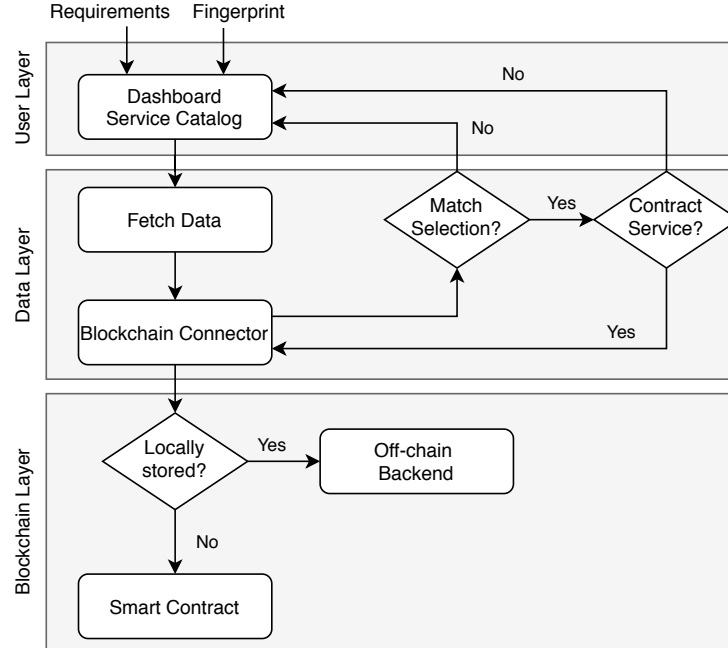 Requirements
Fingerprint
User Layer
Dashboard
Service Catalog
No
No
Data Layer
Fetch Data
Match
Selection?
Yes
Contract
Service?
Blockchain Connector
Yes
Blockchain Layer
Locally
stored?
Yes
Off-chain
Backend
No
Smart Contract